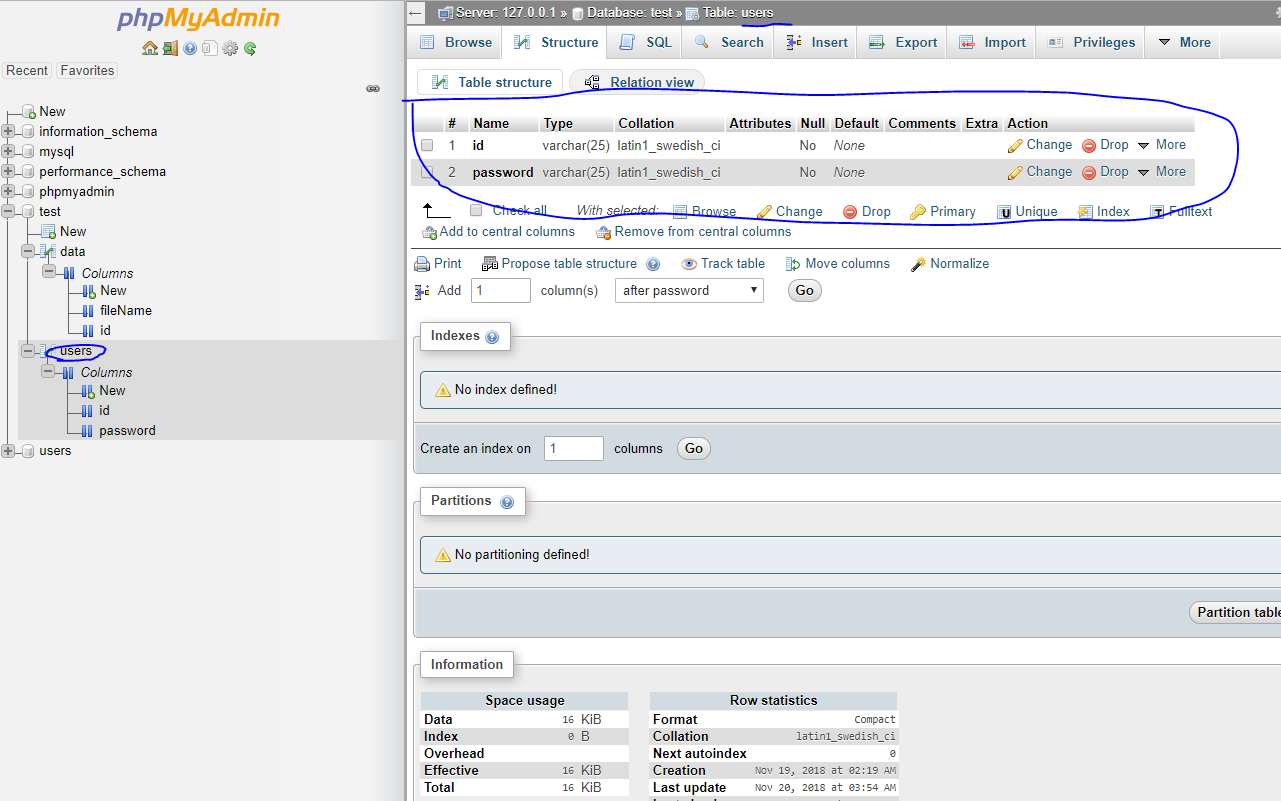 phpMyAdmin
Recent Favorites
New
information_schema
mysql
performance_schema
phpmyadmin
test
New
data
Columns
New
fileName
id
users
Columns
New
id
password
users
Server: 127.0.0.1 » Database: test » Table: users
Browse Structure SQL Search Insert Export Import Privileges More
Table structure Relation view
# Name Type Collation Attributes Null Default Comments Extra Action
1 id varchar(25) latin1_swedish_ci No None Change Drop More
2 password varchar(25) latin1_swedish_ci No None Change Drop More
Check all With selected: Browse Change Drop Primary Unique Index Fulltext
Add to central columns Remove from central columns
Print Propose table structure Track table Move columns Normalize
Add 1 column(s) after password Go
Indexes
No index defined!
Create an index on 1 columns Go
Partitions
No partitioning defined!
Partition table
Information
Space usage
Data 16 KiB
Index 0 B
Overhead
Effective 16 KiB
Total 16 KiB
Row statistics
Format Compact
Collation latin1_swedish_ci
Next autoindex 0
Creation Nov 19, 2018 at 02:19 AM
Last update Nov 20, 2018 at 03:54 AM